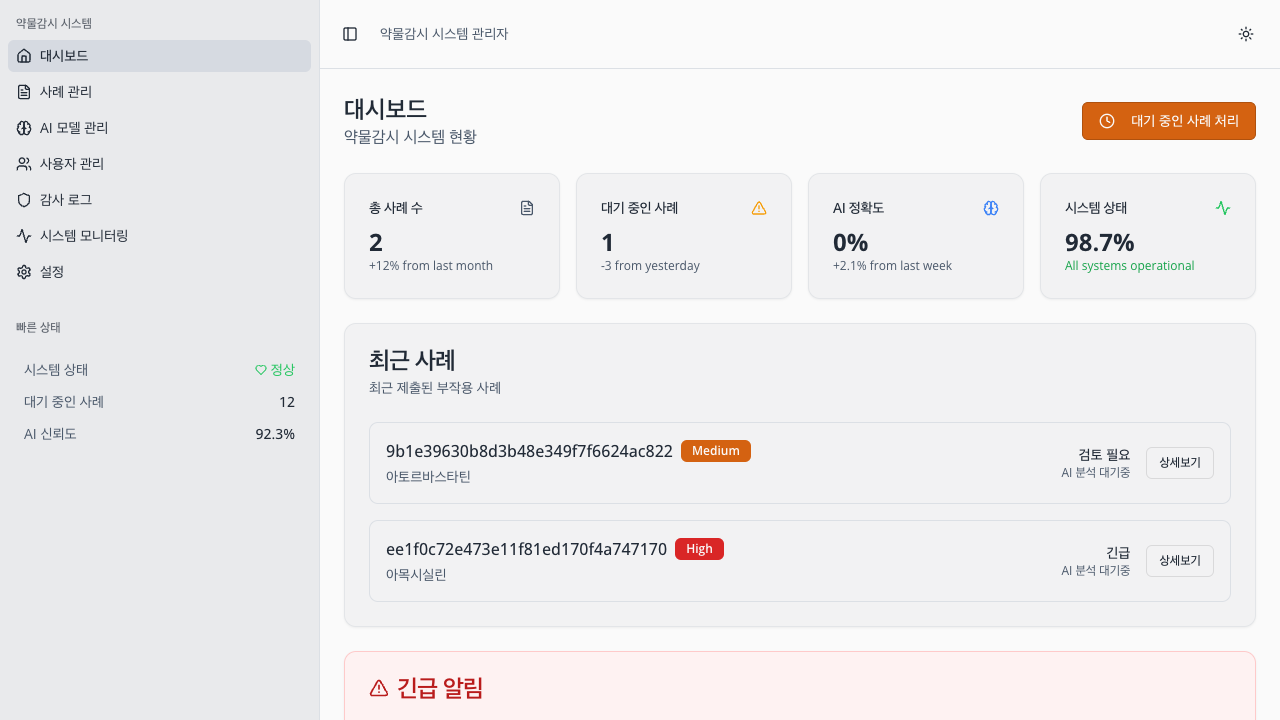 약물감시 시스템
대시보드
사례 관리
AI 모델 관리
사용자 관리
감사 로그
시스템 모니터링
설정
빠른 상태
시스템 상태
정상
대기 중인 사례
12
AI 신뢰도
92.3%
약물감시 시스템 관리자
대시보드
약물감시 시스템 현황
대기 중인 사례 처리
총 사례 수
2
+12% from last month
대기 중인 사례
1
-3 from yesterday
AI 정확도
0%
+2.1% from last week
시스템 상태
98.7%
All systems operational
최근 사례
최근 제출된 부작용 사례
9b1e39630b8d3b48e349f7f6624ac822
Medium
아토르바스타틴
검토 필요
AI 분석 대기중
상세보기
ee1f0c72e473e11f81ed170f4a747170
High
아목시실린
긴급
AI 분석 대기중
상세보기
긴급 알림